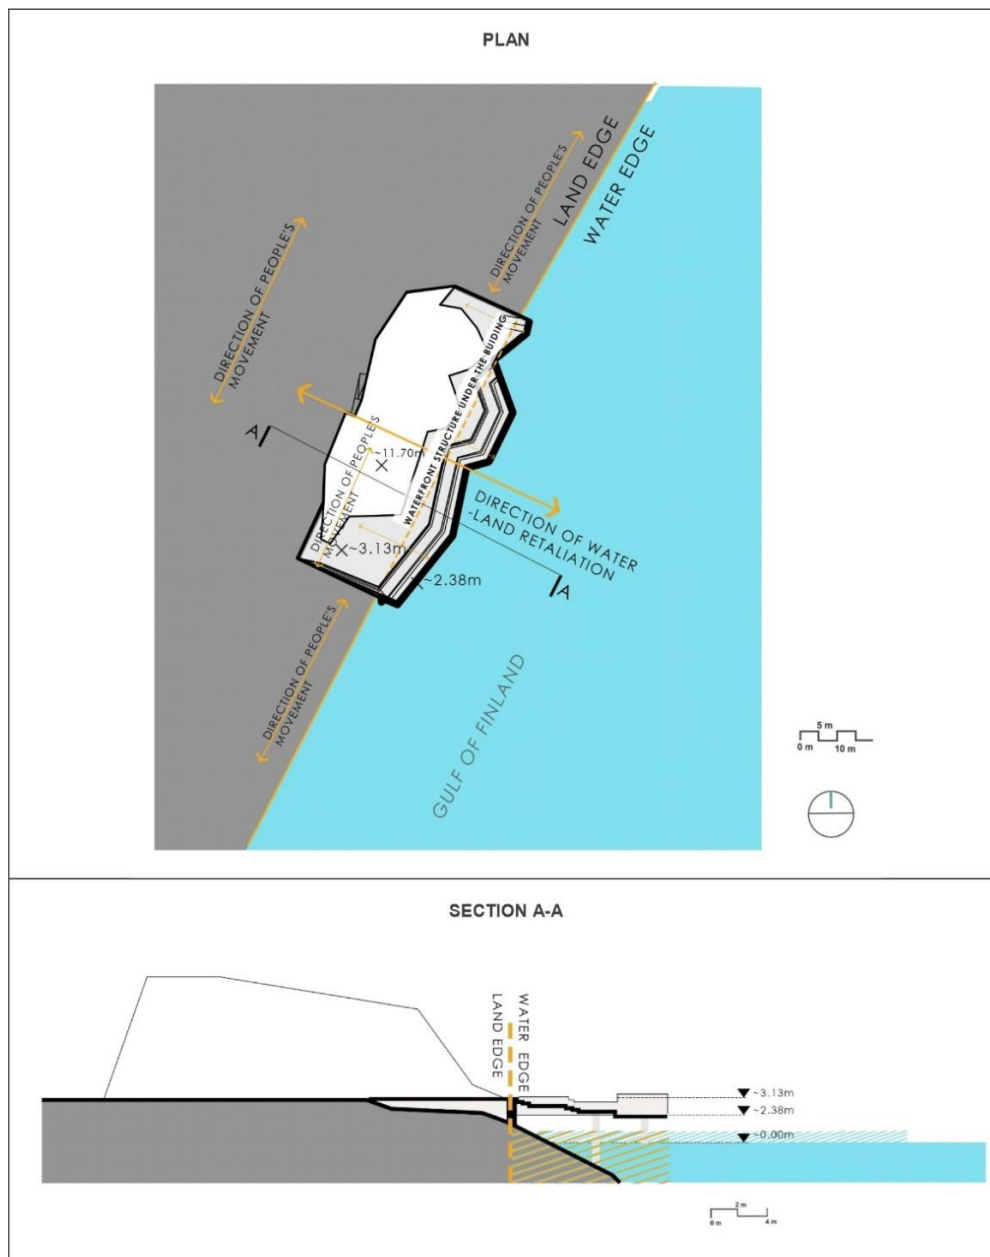 PLAN
LAND EDGE
WATER EDGE
DIRECTION OF PEOPLE'S
MOVEMENT
DIRECTION OF PEOPLE'S
MOVEMENT
WATERFRONT STRUCTURE UNDER THE BUIDING
A
~11.70m
DIRECTION OF PEOPLE'S
MOVEMENT
~3.13m
~2.38m
DIRECTION OF WATER
-LAND RETALIATION
A
DIRECTION OF PEOPLE'S
MOVEMENT
GULF OF FINLAND
5 m
0 m 10 m
SECTION A-A
LAND EDGE
WATER EDGE
~3.13m
~2.38m
~0.00m
2 m
0 m 4 m